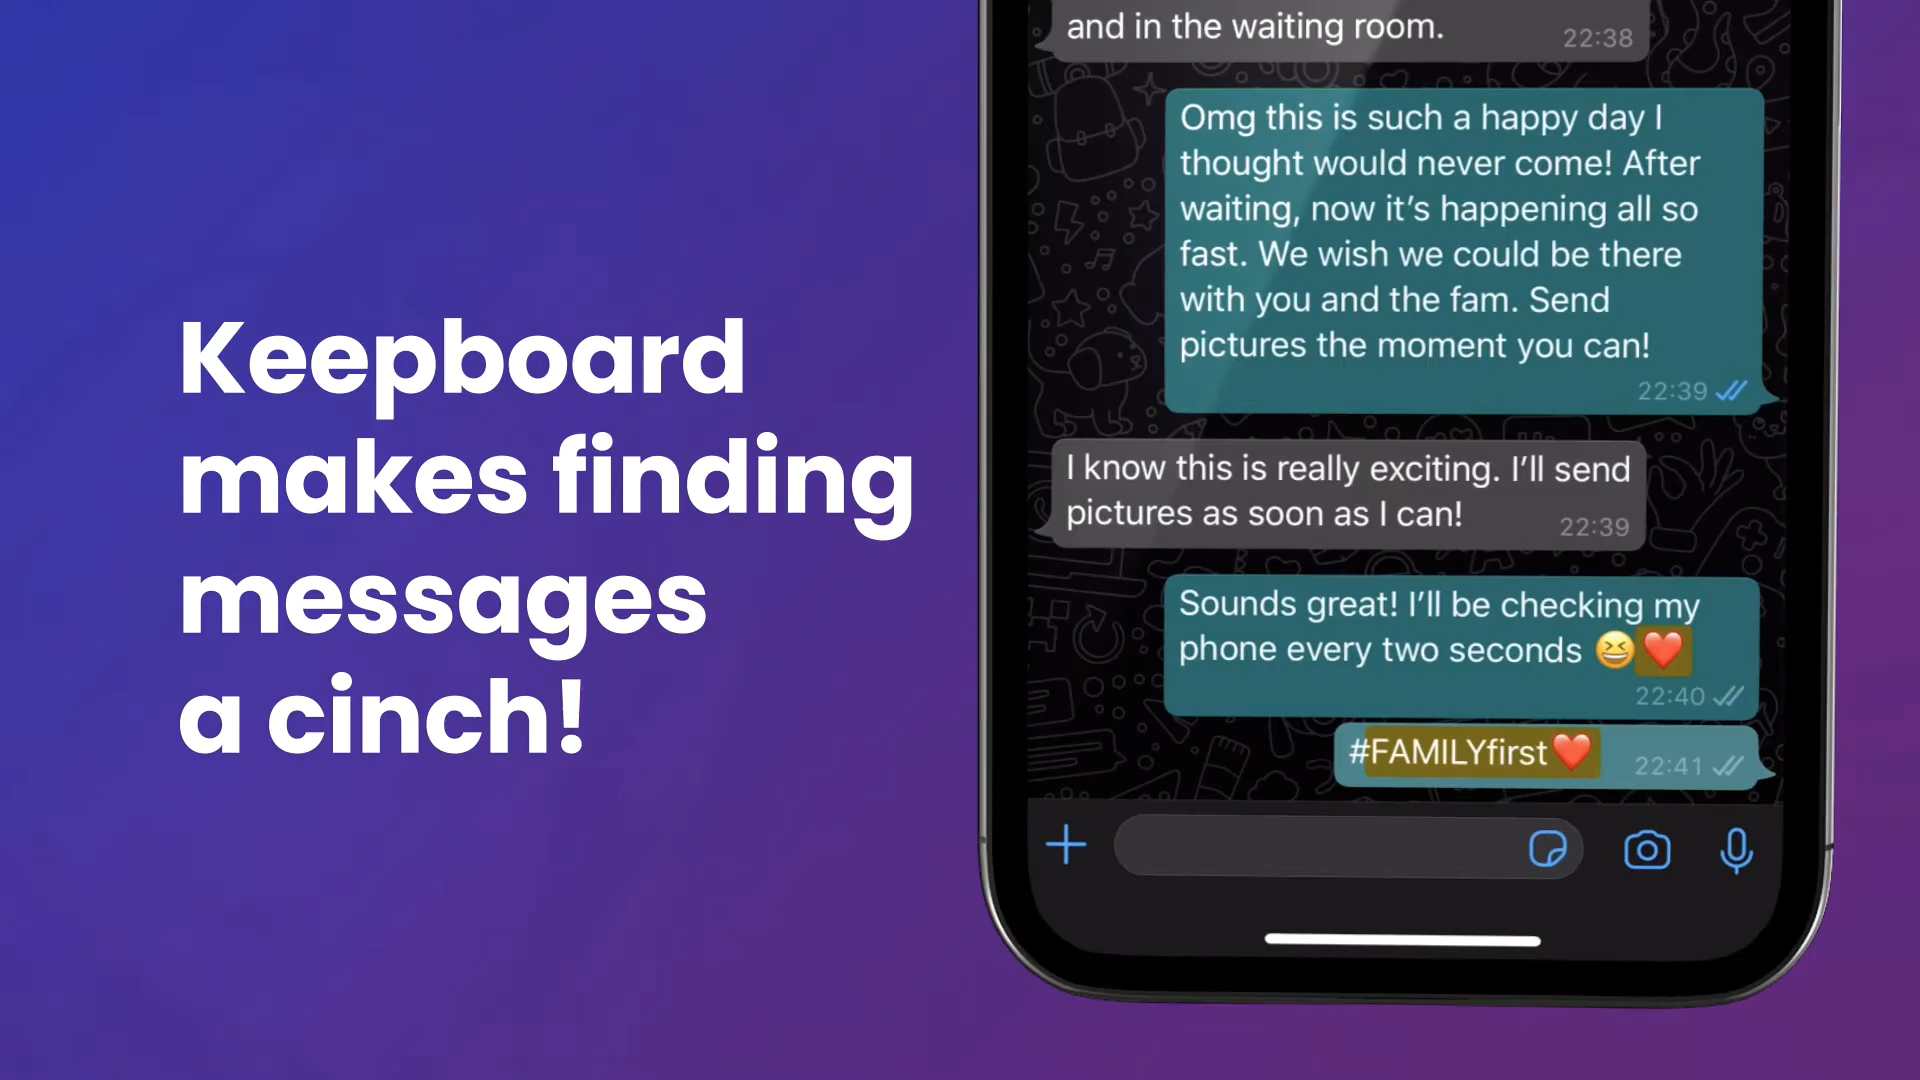 Keepboard
makes finding
messages
a cinch!
and in the waiting room.
22:38
Omg this is such a happy day I
thought would never come! After
waiting, now it’s happening all so
fast. We wish we could be there
with you and the fam. Send
pictures the moment you can!
22:39
I know this is really exciting. I’ll send
pictures as soon as I can!
22:39
Sounds great! I’ll be checking my
phone every two seconds 😆❤️
22:40
#FAMILYfirst❤️
22:41